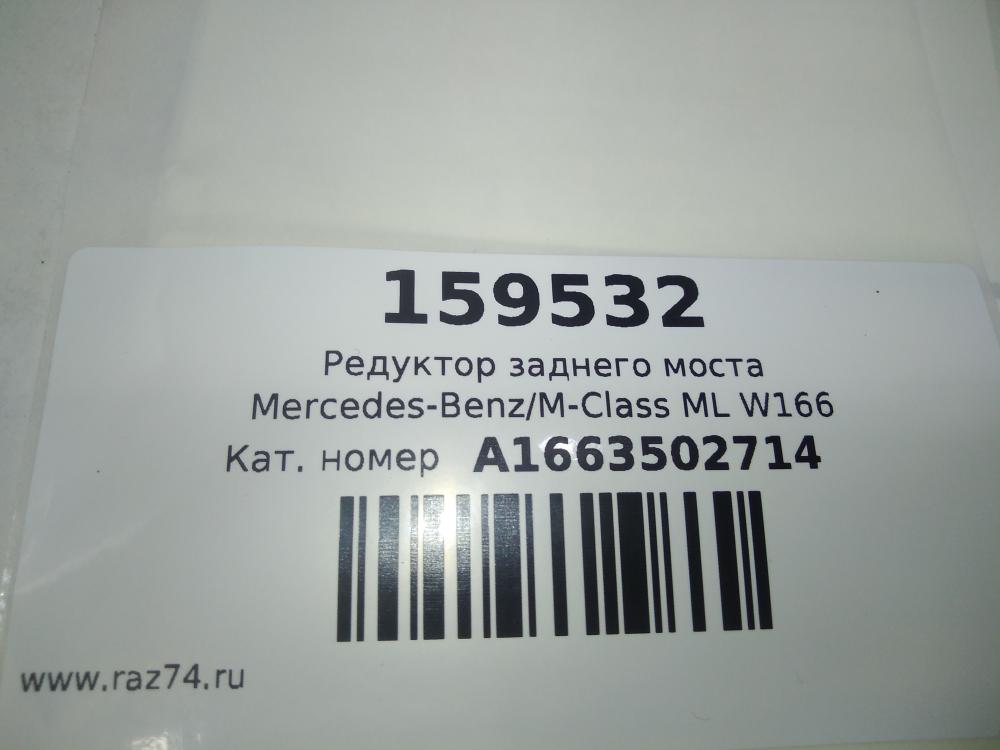 159532
Редуктор заднего моста
Mercedes-Benz/M-Class ML W166
Кат. номер A1663502714
www.raz74.ru